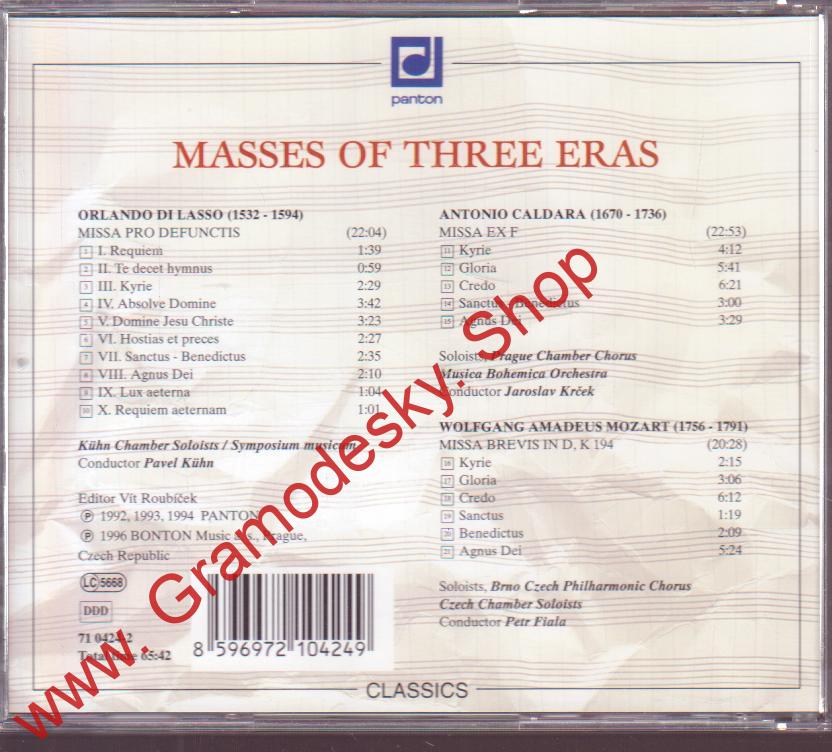 panton
MASSES OF THREE ERAS
ORLANDO DI LASSO (1532 - 1594)
MISSA PRO DEFUNCTIS (22:04)
1 I. Requiem 1:39
2 II. Te decet hymnus 0:59
3 III. Kyrie 2:29
4 IV. Absolve Domine 3:42
5 V. Domine Jesu Christe 3:23
6 VI. Hostias et preces 2:27
7 VII. Sanctus - Benedictus 2:35
8 VIII. Agnus Dei 2:10
9 IX. Lux aeterna 1:04
10 X. Requiem aeternam 1:01
Kühn Chamber Soloists / Symposium musicum
Conductor Pavel Kühn
Editor Vít Roubíček
℗ 1992, 1993, 1994 PANTON
℗ 1996 BONTON Music a.s., Prague,
Czech Republic
LC 5668
DDD
71 0424-2
Total time 65:42
8 596972 104249
ANTONIO CALDARA (1670 - 1736)
MISSA EX F (22:53)
11 Kyrie 4:12
12 Gloria 5:41
13 Credo 6:21
14 Sanctus - Benedictus 3:00
15 Agnus Dei 3:29
Soloists, Prague Chamber Chorus
Musica Bohemica Orchestra
Conductor Jaroslav Krček
WOLFGANG AMADEUS MOZART (1756 - 1791)
MISSA BREVIS IN D, K 194 (20:28)
16 Kyrie 2:15
17 Gloria 3:06
18 Credo 6:12
19 Sanctus 1:19
20 Benedictus 2:09
21 Agnus Dei 5:24
Soloists, Brno Czech Philharmonic Chorus
Czech Chamber Soloists
Conductor Petr Fiala
CLASSICS
www.Gramodesky.Shop